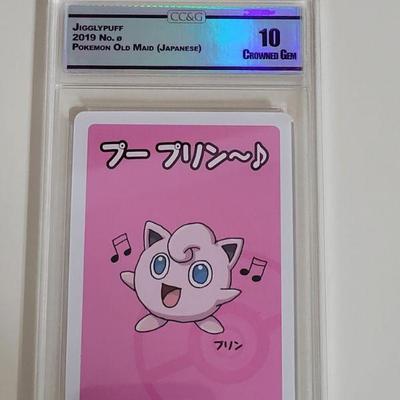 CC&G
JIGGLYPUFF
2019 NO. ø
POKEMON OLD MAID (JAPANESE)
10
CROWNED GEM
プー プリン〜♪
プリン